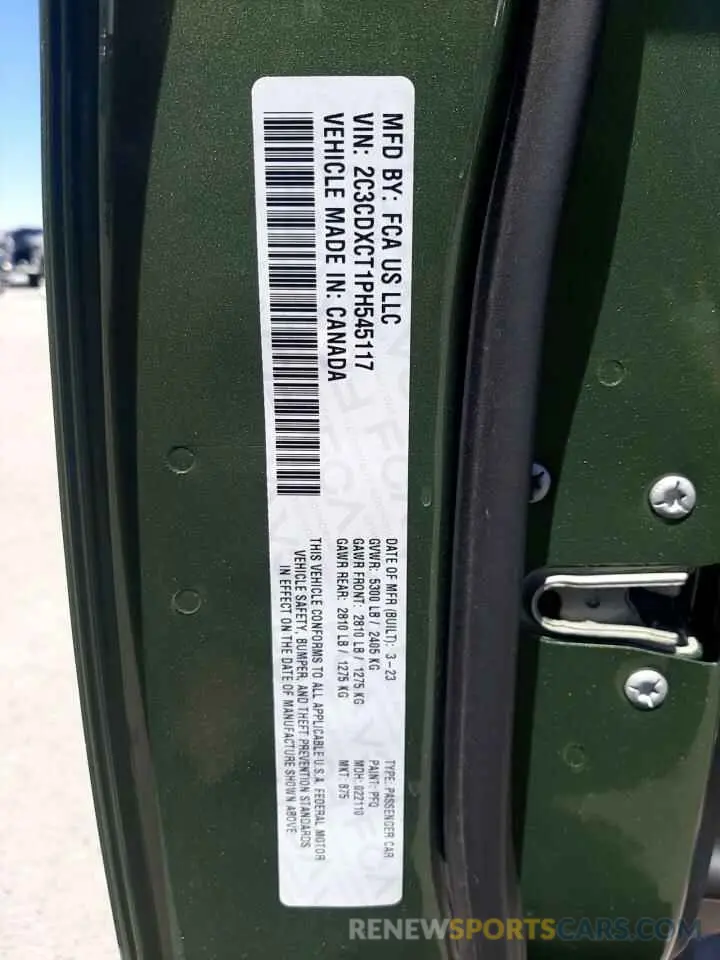 MFD BY: FCA US LLC
VIN: 2C3CDXCT1PH545117
VEHICLE MADE IN: CANADA
DATE OF MFR (BUILT): 3-23 TYPE: PASSENGER CAR
GVWR: 5300 LB / 2405 KG PAINT: PFQ
GAWR FRONT: 2810 LB / 1275 KG MDH: 022110
GAWR REAR: 2810 LB / 1275 KG MKT: B75
THIS VEHICLE CONFORMS TO ALL APPLICABLE U.S.A. FEDERAL MOTOR
VEHICLE SAFETY, BUMPER, AND THEFT PREVENTION STANDARDS
IN EFFECT ON THE DATE OF MANUFACTURE SHOWN ABOVE
RENEWSPORTSCARS.COM